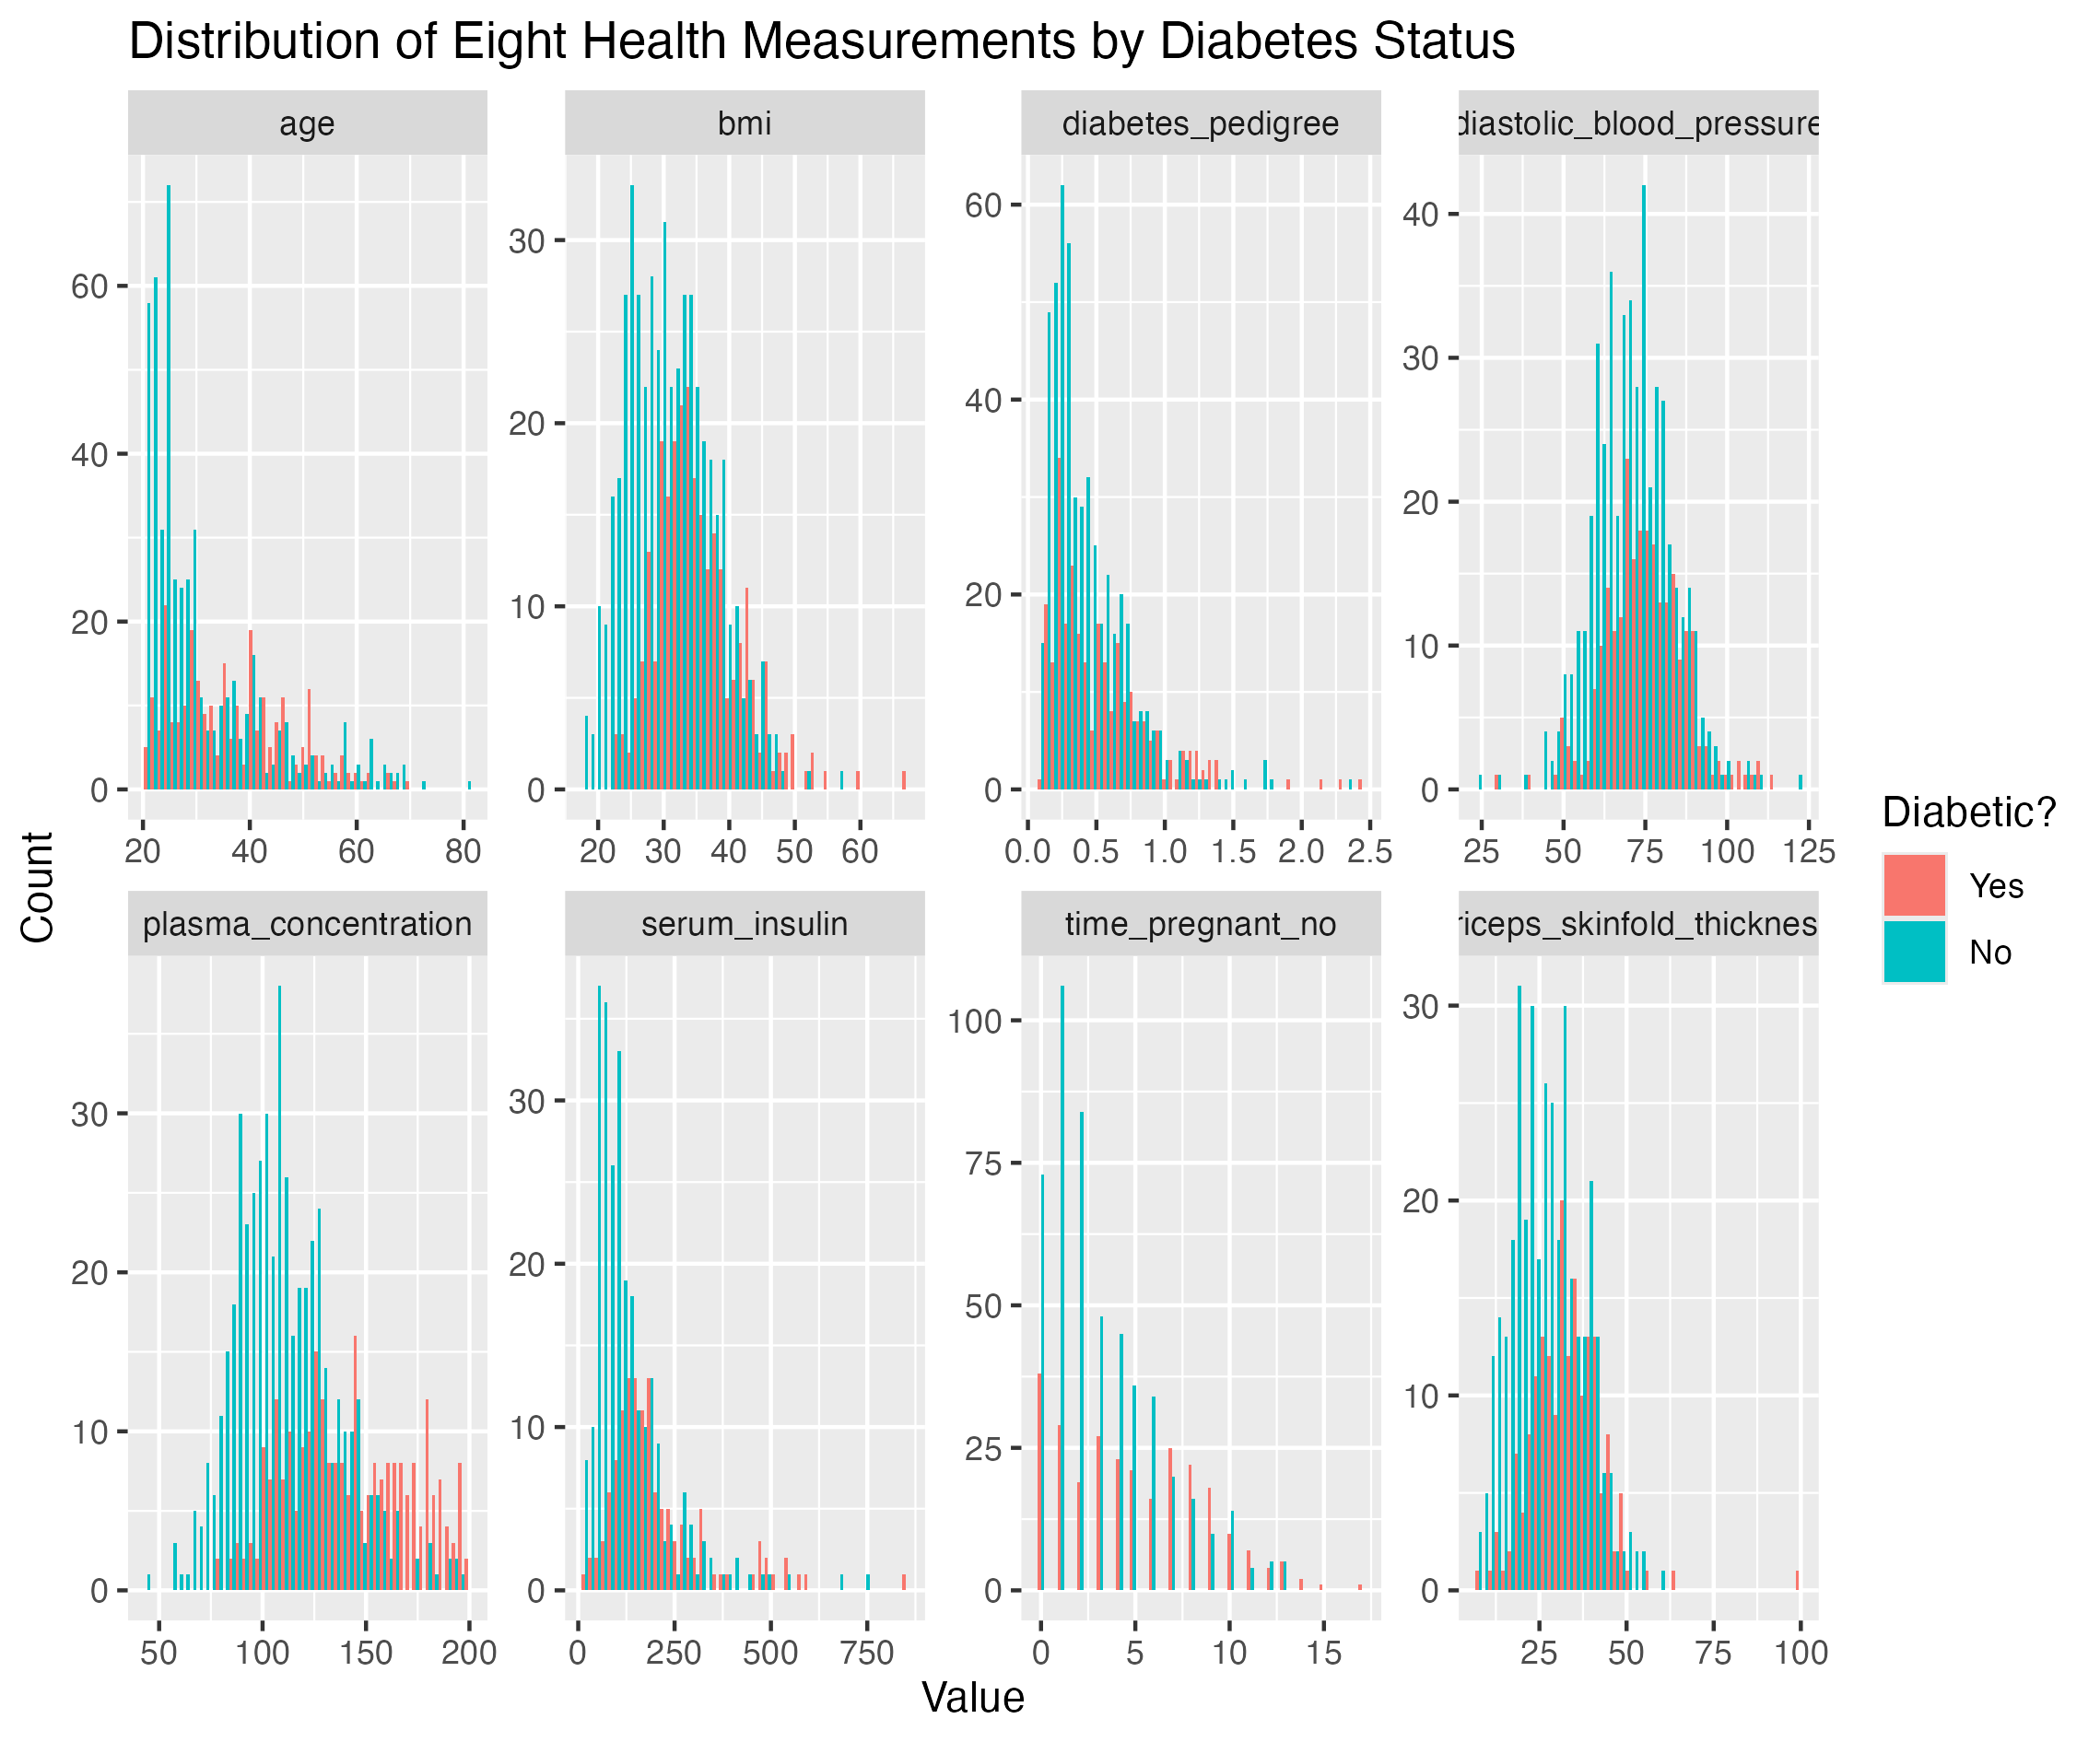 Distribution of Eight Health Measurements by Diabetes Status
age bmi diabetes_pedigree diastolic_blood_pressure
60
40
20
0
20 40 60 80
30
20
10
0
20 30 40 50 60
60
40
20
0
0.0 0.5 1.0 1.5 2.0 2.5
40
30
20
10
0
25 50 75 100 125
Count
plasma_concentration serum_insulin time_pregnant_no riceps_skinfold_thicknes
30
20
10
0
50 100 150 200
30
20
10
0
0 250 500 750
100
75
50
25
0
0 5 10 15
30
20
10
0
25 50 75 100
Value
Diabetic?
Yes
No